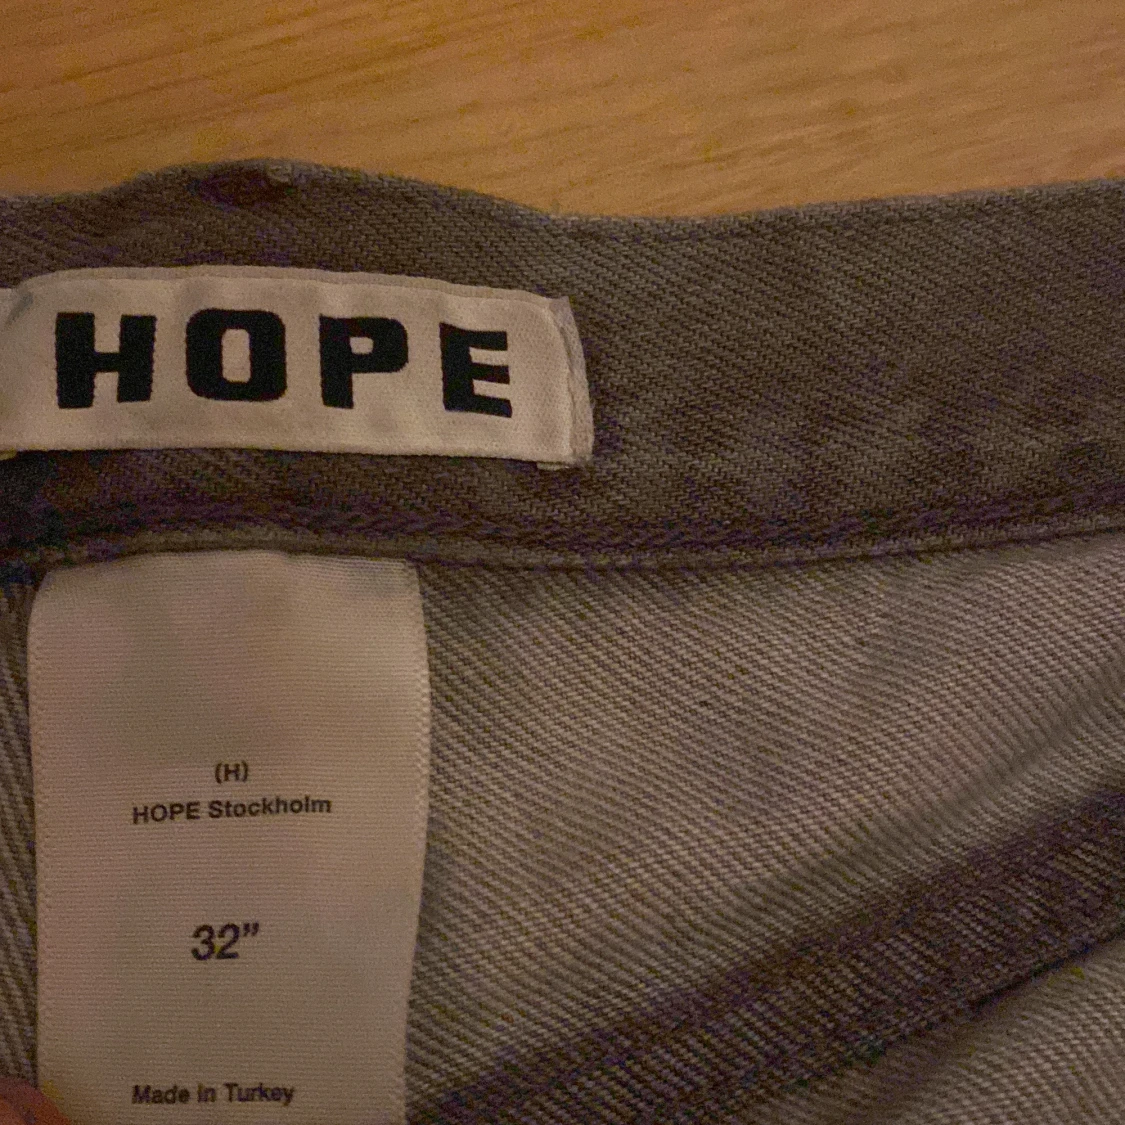 HOPE
(H)
HOPE Stockholm
32”
Made in Turkey